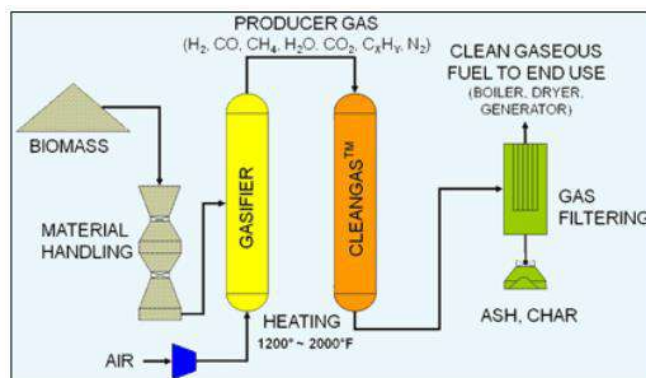 PRODUCER GAS
(H₂, CO, CH₄, H₂O, CO₂, CₓHᵧ, N₂)
CLEAN GASEOUS
FUEL TO END USE
(BOILER, DRYER,
GENERATOR)
BIOMASS
MATERIAL
HANDLING
GASIFIER
CLEANGAS™
GAS
FILTERING
HEATING
1200° ~ 2000°F
ASH, CHAR
AIR